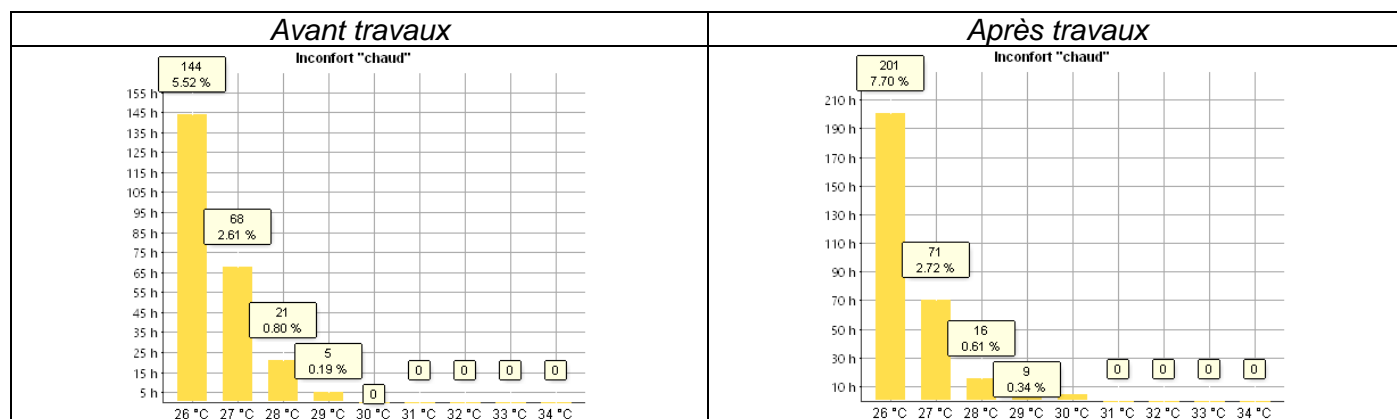 Avant travaux
Après travaux
Inconfort "chaud"
144
5.52 %
155 h
145 h
135 h
125 h
115 h
105 h
95 h
85 h
75 h
65 h
55 h
45 h
35 h
25 h
15 h
5 h
68
2.61 %
21
0.80 %
5
0.19 %
0
0
0
0
0
26 °C 27 °C 28 °C 29 °C 30 °C 31 °C 32 °C 33 °C 34 °C
Inconfort "chaud"
201
7.70 %
210 h
190 h
170 h
150 h
130 h
110 h
90 h
70 h
50 h
30 h
10 h
71
2.72 %
16
0.61 %
9
0.34 %
0
0
0
0
26 °C 27 °C 28 °C 29 °C 30 °C 31 °C 32 °C 33 °C 34 °C